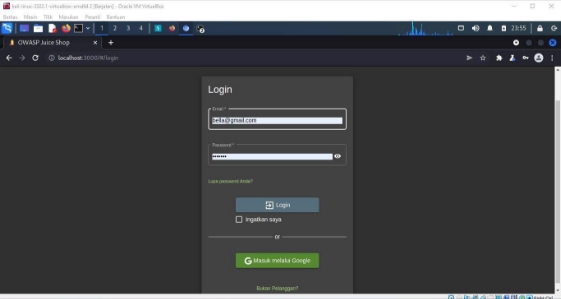 kali-linux-2022.1-virtualbox-amd64 2 [Berjalan] - Oracle VM VirtualBox
Berkas Mesin Tilik Masukan Peranti Bantuan
1 2 3 4
23:55
OWASP Juice Shop
localhost:3000/#/login
Login
Email *
bella@gmail.com
Password *
Lupa password Anda?
Login
Ingatkan saya
or
Masuk melalui Google
Bukan Pelanggan?